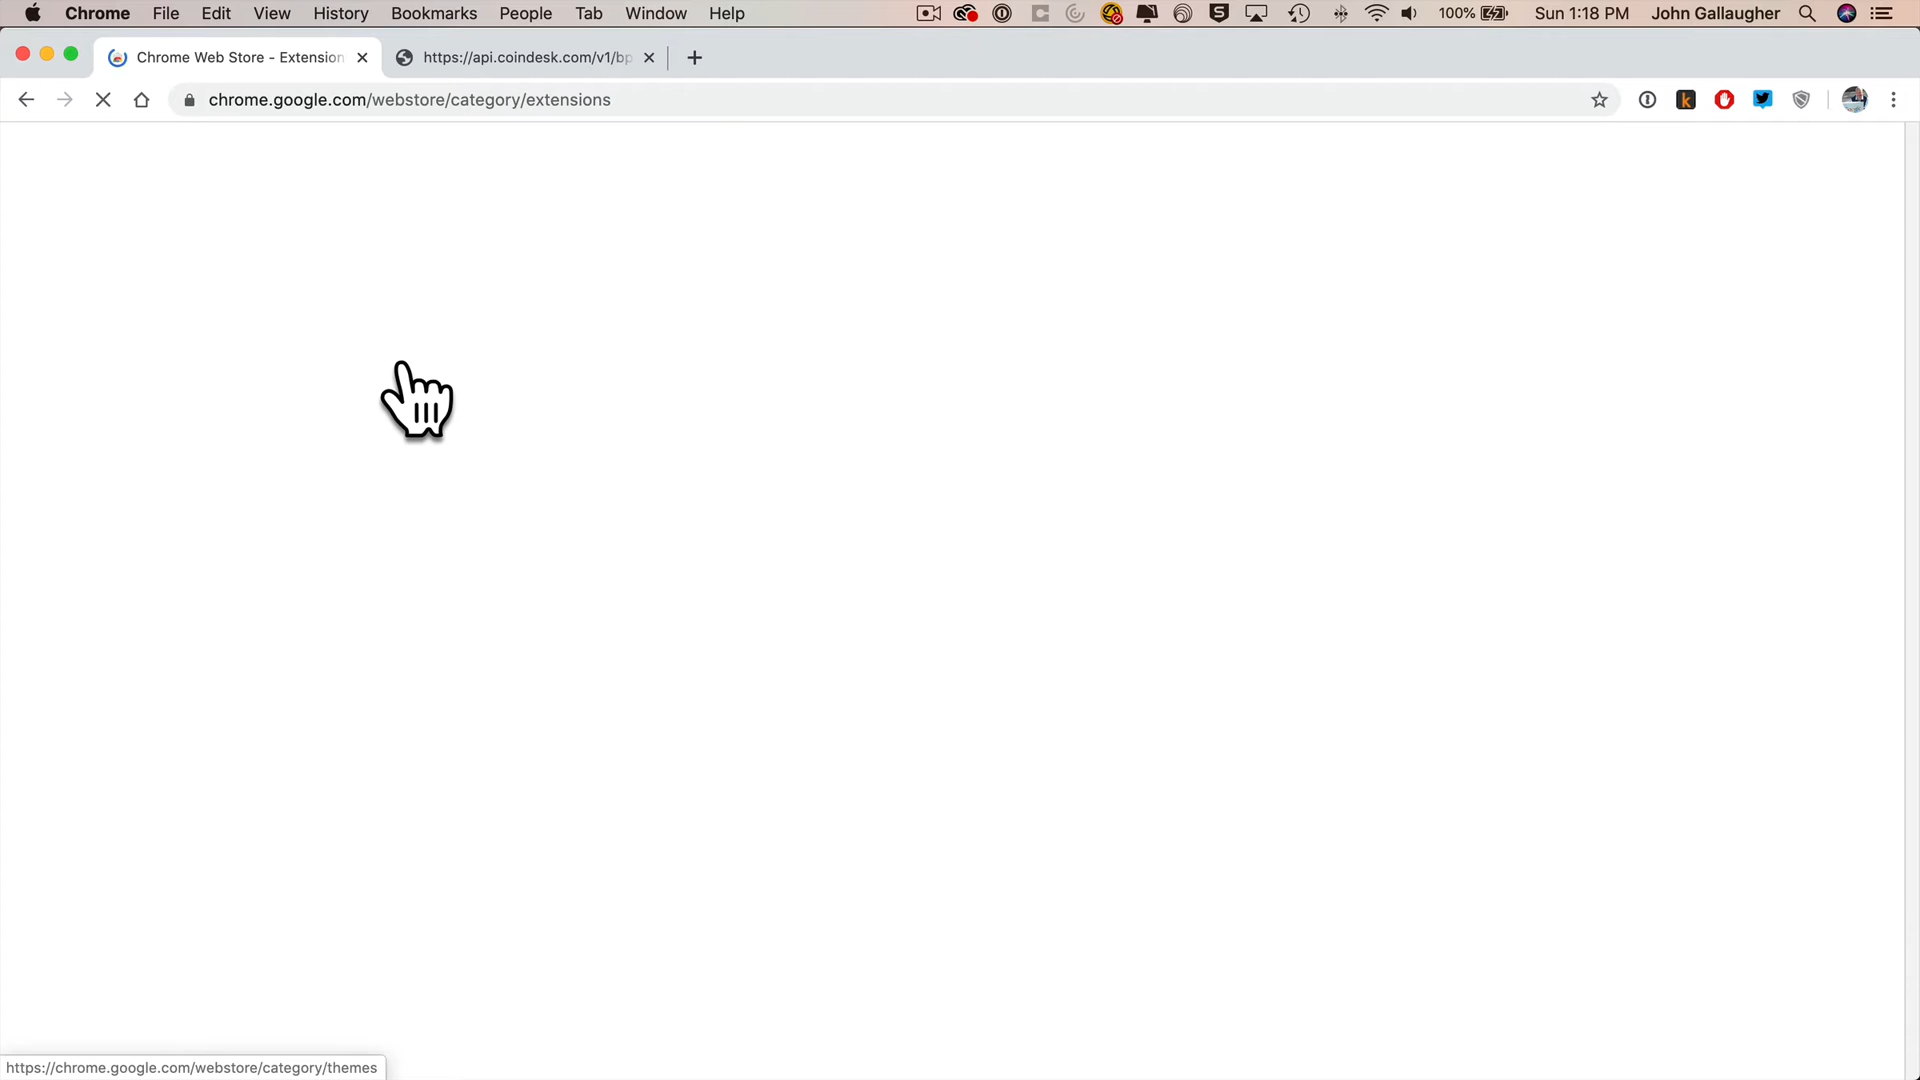 Chrome File Edit View History Bookmarks People Tab Window Help 100% Sun 1:18 PM John Gallaugher
Chrome Web Store - Extension https://api.coindesk.com/v1/bp
chrome.google.com/webstore/category/extensions
https://chrome.google.com/webstore/category/themes